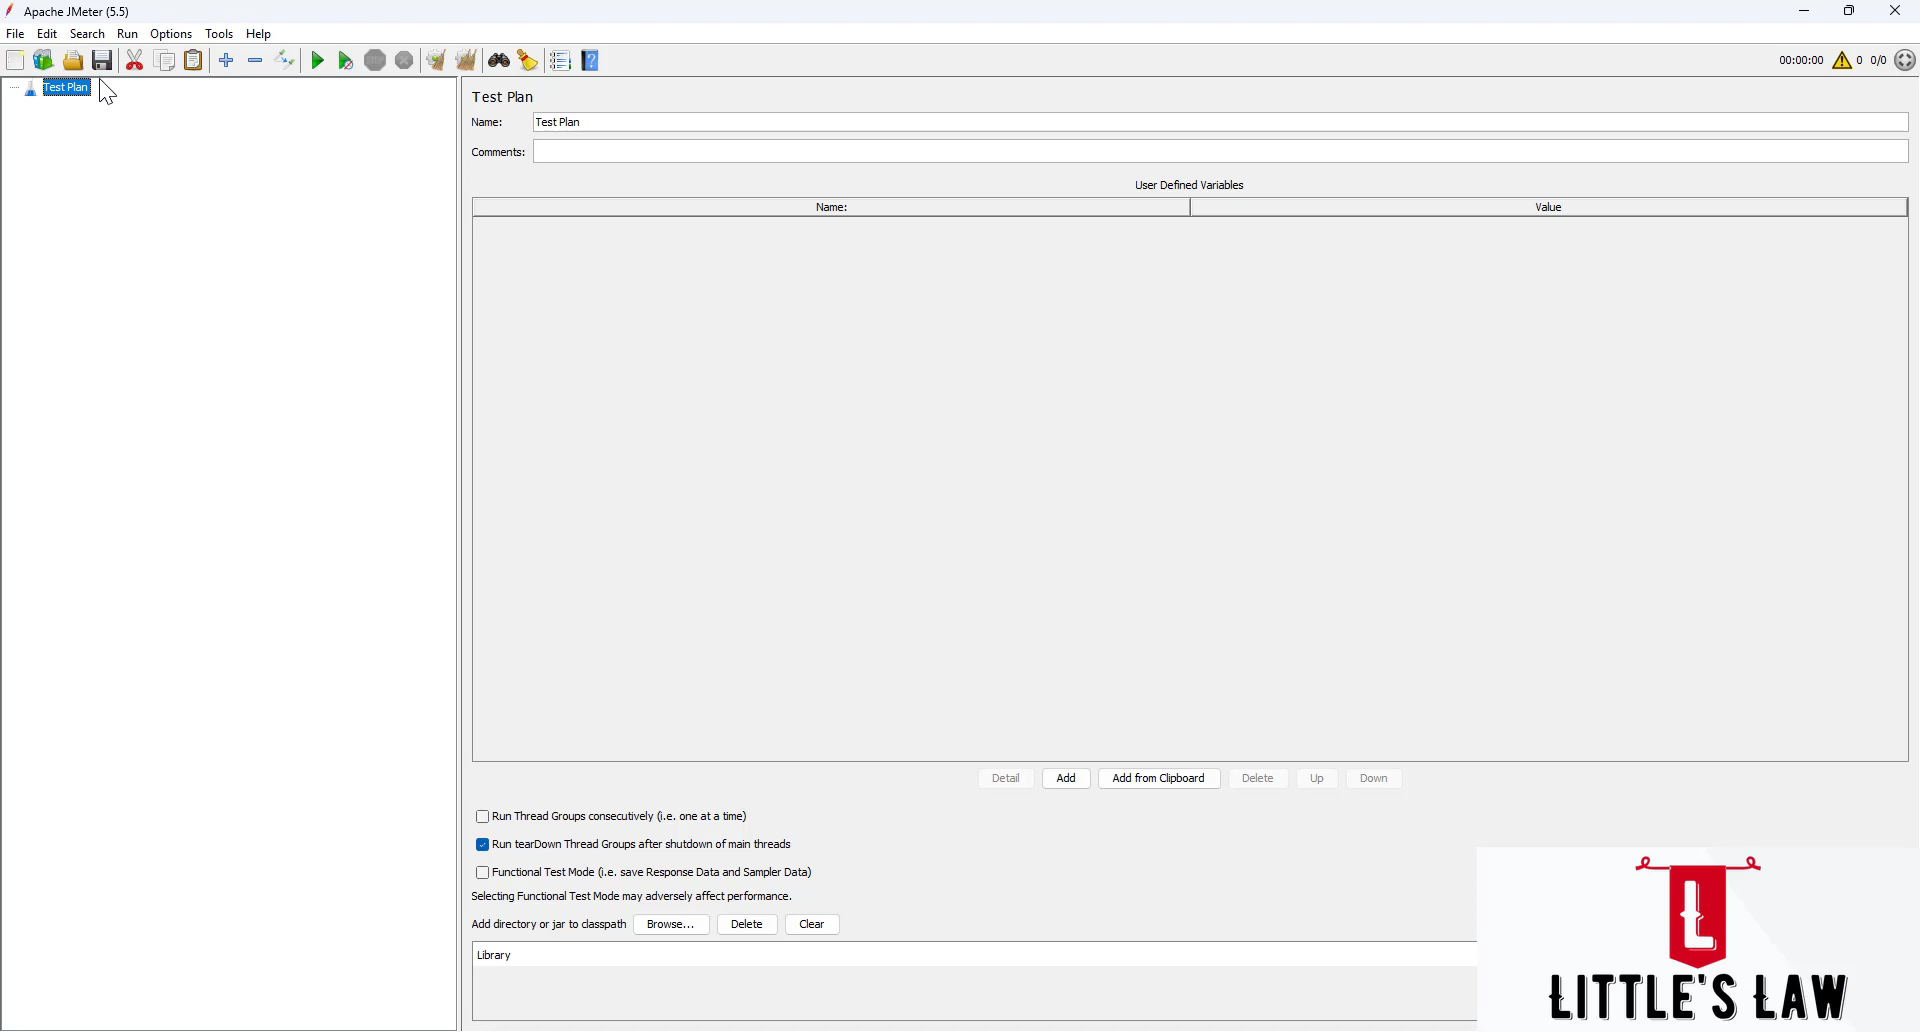 Apache JMeter (5.5)
File Edit Search Run Options Tools Help
00:00:00 0 0/0
Test Plan
Test Plan
Name: Test Plan
Comments:
User Defined Variables
Name: Value
Detail Add Add from Clipboard Delete Up Down
Run Thread Groups consecutively (i.e. one at a time)
Run tearDown Thread Groups after shutdown of main threads
Functional Test Mode (i.e. save Response Data and Sampler Data)
Selecting Functional Test Mode may adversely affect performance.
Add directory or jar to classpath Browse... Delete Clear
Library
L
LITTLE'S LAW